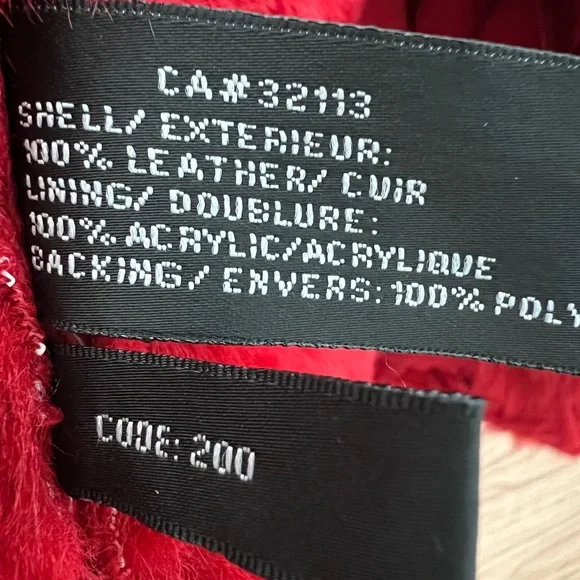 CA#32113
SHELL/ EXTERIEUR:
100% LEATHER/ CUIR
LINING/ DOUBLURE:
100% ACRYLIC/ACRYLIQUE
BACKING/ ENVERS:100% POLY
CODE:200